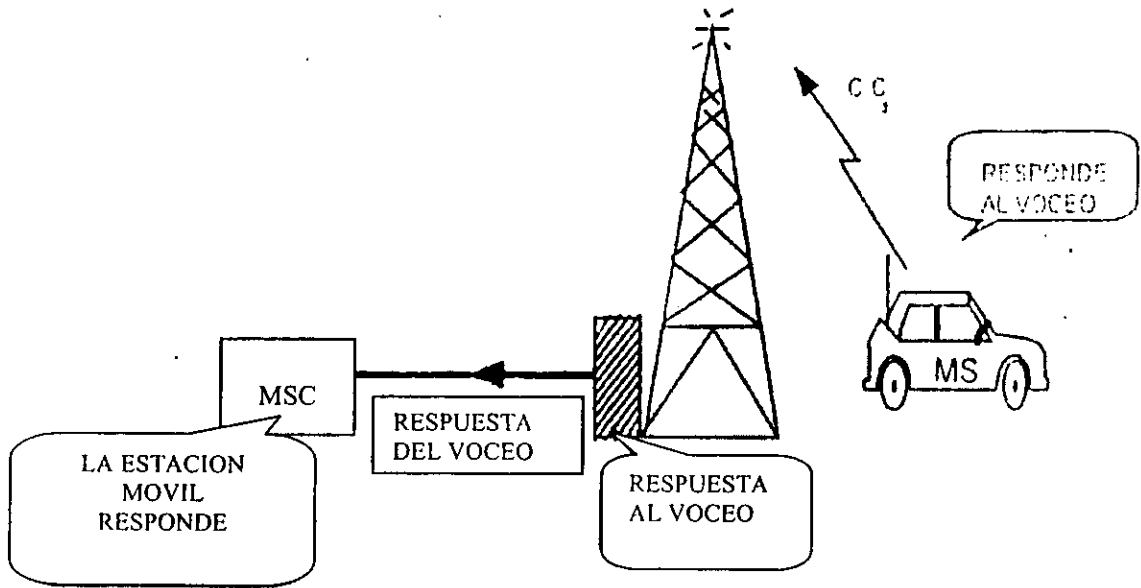 C C
RESPONDE
AL VOCEO
MS
MSC
RESPUESTA
DEL VOCEO
LA ESTACION
MOVIL
RESPONDE
RESPUESTA
AL VOCEO